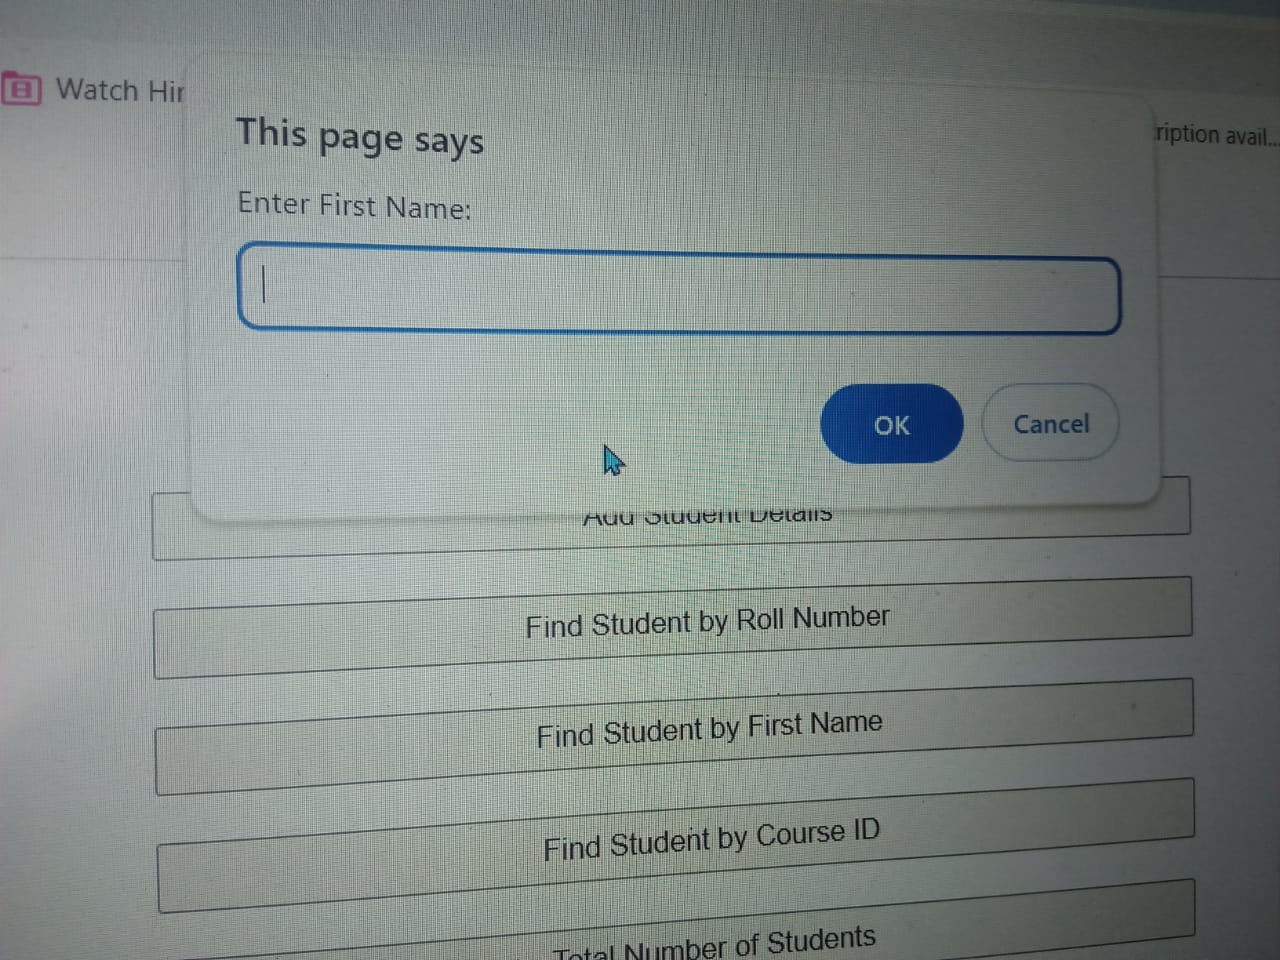 Watch Hir
This page says
ription avail...
Enter First Name:
OK
Cancel
Add Student Details
Find Student by Roll Number
Find Student by First Name
Find Student by Course ID
Total Number of Students